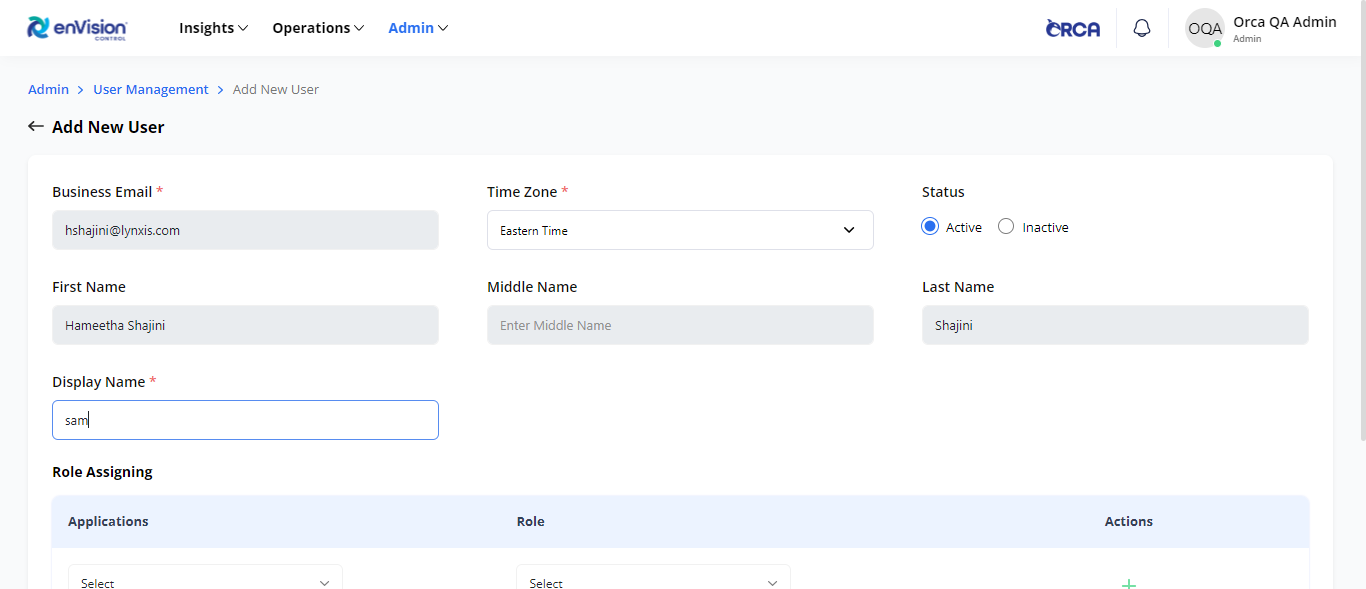 enVision
CONTROL
Insights
Operations
Admin
ORCA
OQA
Orca QA Admin
Admin
Admin > User Management > Add New User
← Add New User
Business Email *
Time Zone *
Status
hshajini@lynxis.com
Eastern Time
Active
Inactive
First Name
Middle Name
Last Name
Hameetha Shajini
Enter Middle Name
Shajini
Display Name *
sam
Role Assigning
Applications
Role
Actions
Select
Select
+